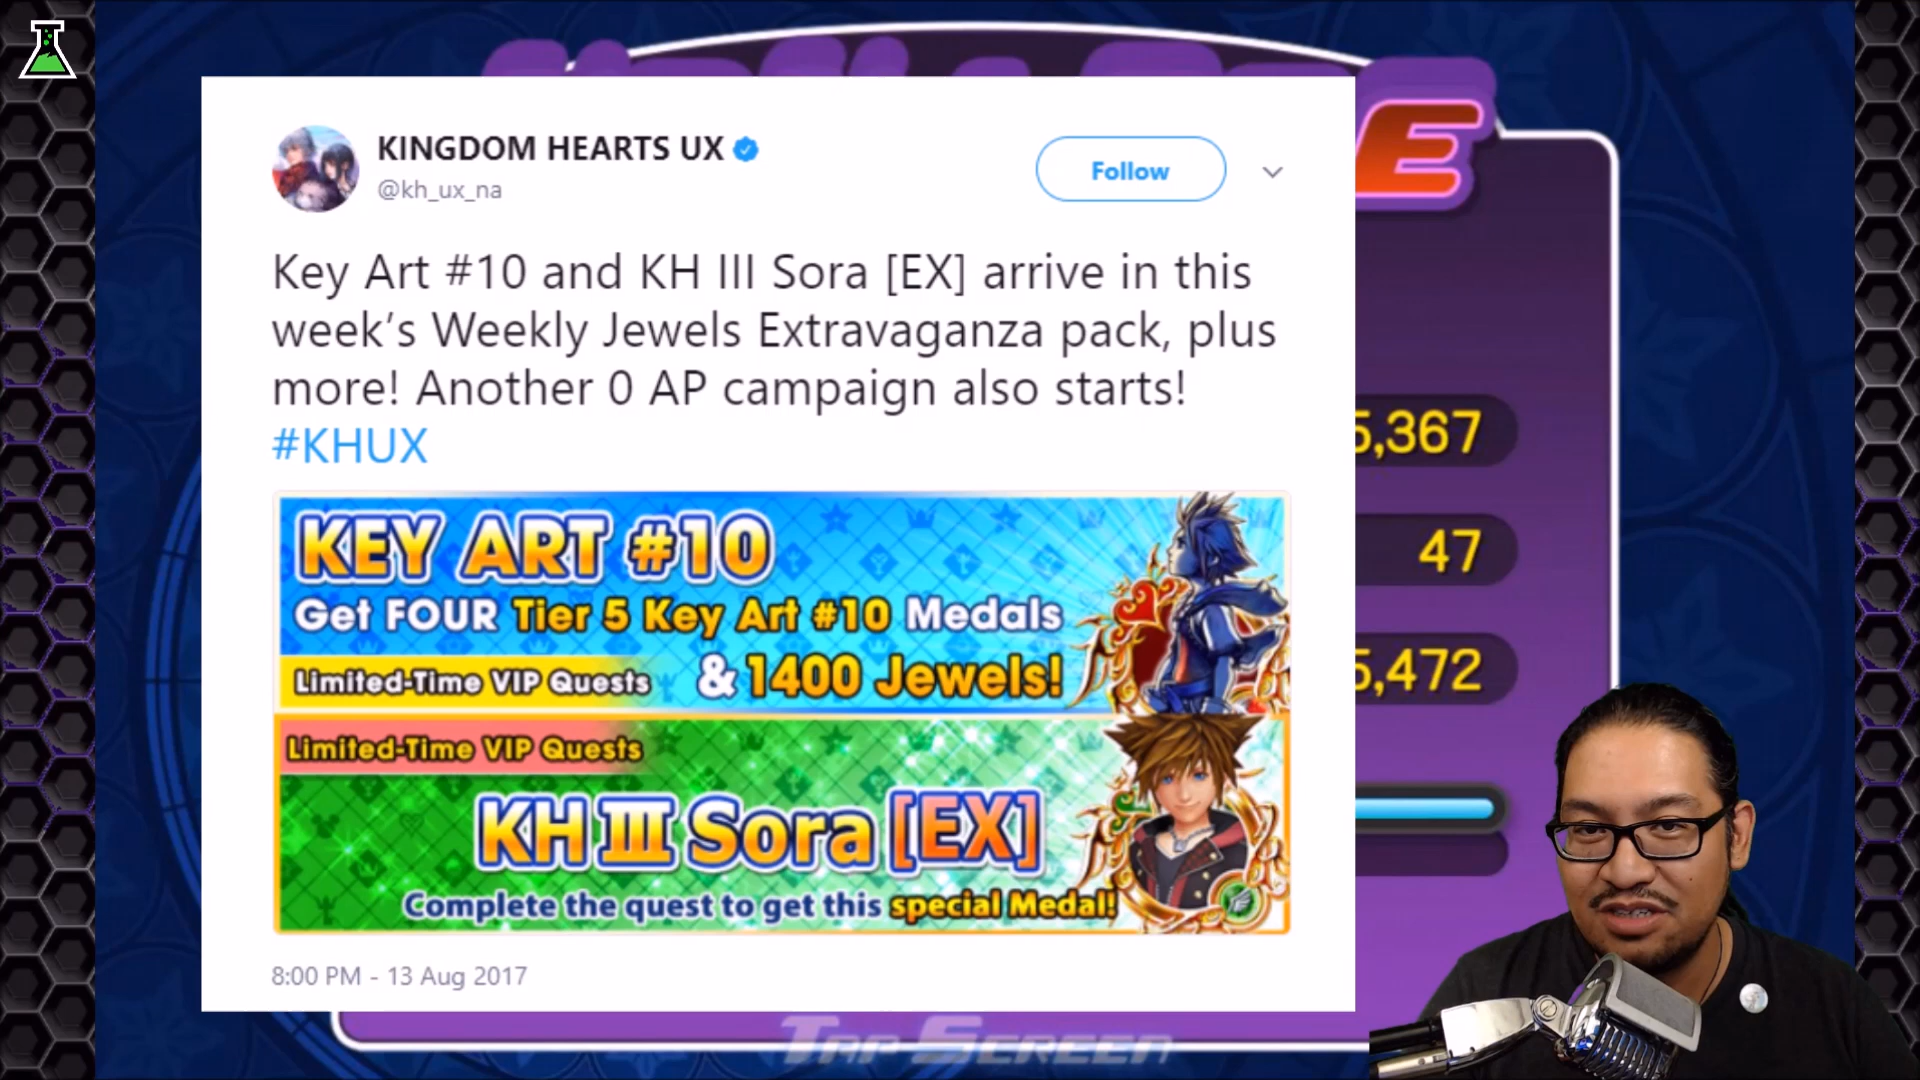 KINGDOM HEARTS UX
@kh_ux_na
Follow
Key Art #10 and KH III Sora [EX] arrive in this
week's Weekly Jewels Extravaganza pack, plus
more! Another 0 AP campaign also starts!
#KHUX
KEY ART #10
Get FOUR Tier 5 Key Art #10 Medals
Limited-Time VIP Quests & 1400 Jewels!
Limited-Time VIP Quests
KH III Sora [EX]
Complete the quest to get this special Medal!
8:00 PM - 13 Aug 2017
E
5,367
47
5,472
TAP SCREEN